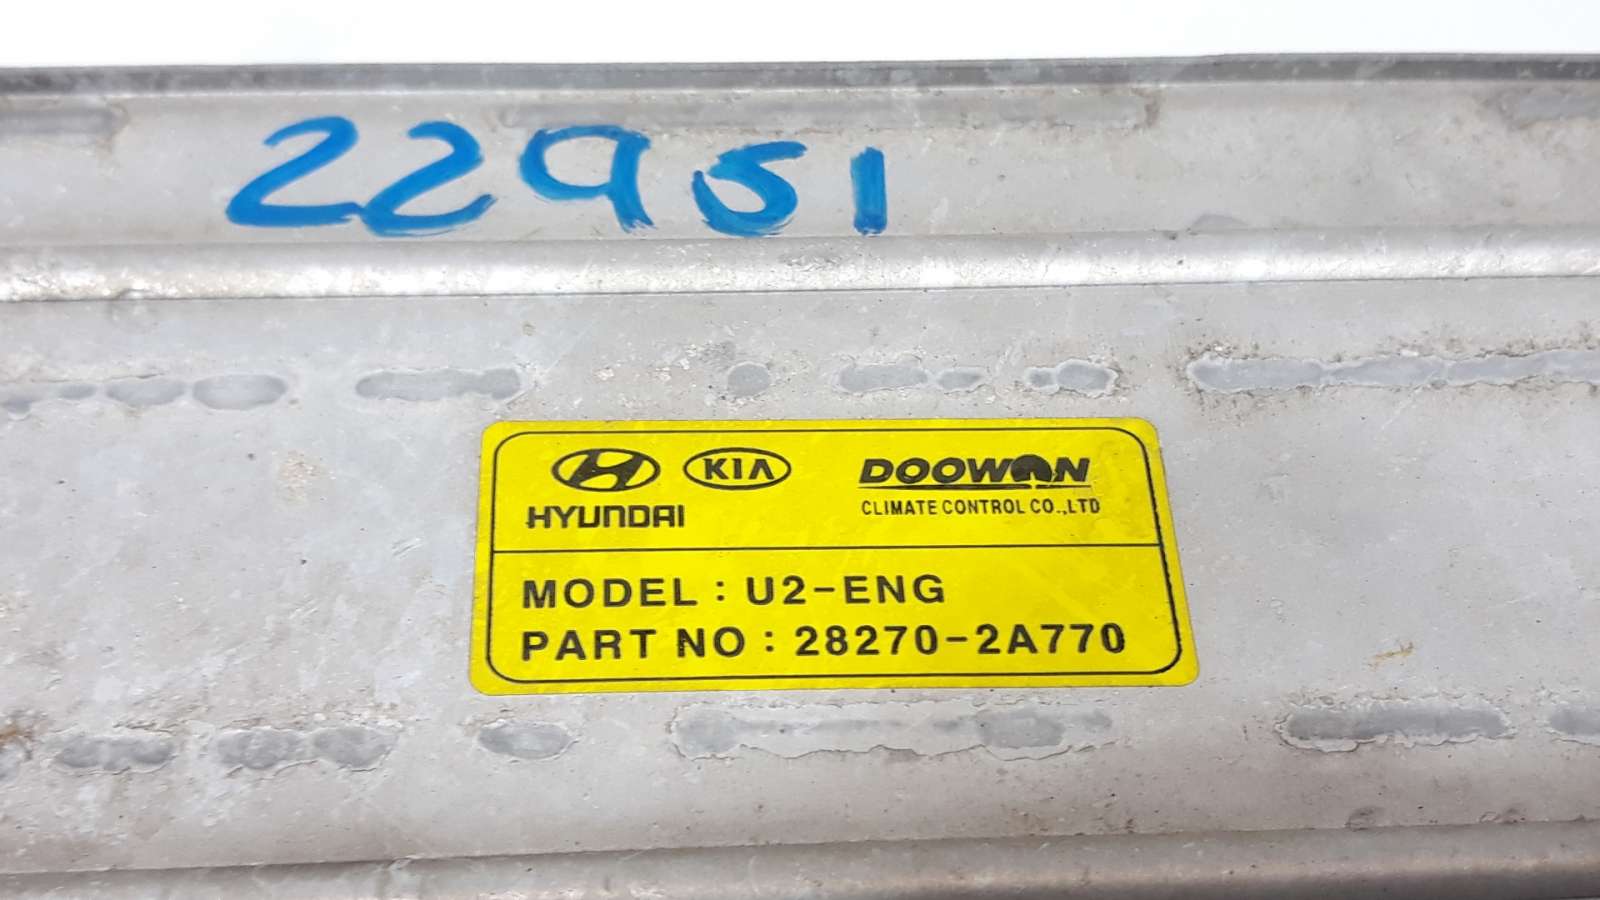 22951
HYUNDAI
KIA
DOOWON
CLIMATE CONTROL CO.,LTD
MODEL : U2-ENG
PART NO : 28270-2A770